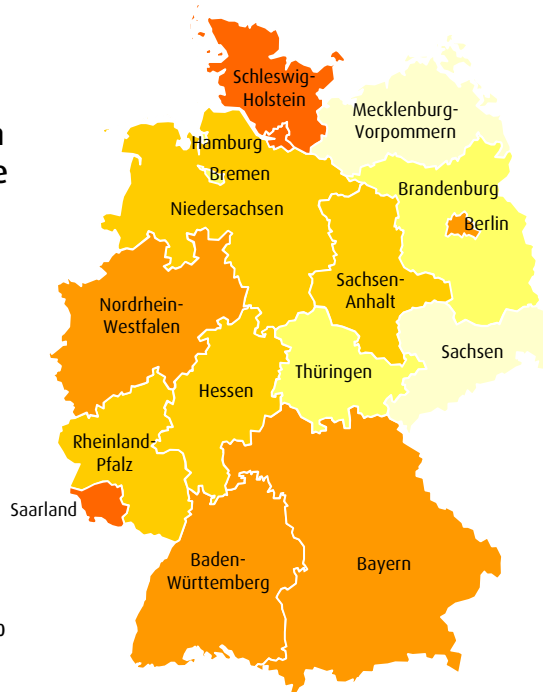 Schleswig-
Holstein
Mecklenburg-
Vorpommern
Hamburg
Bremen
Brandenburg
Niedersachsen
Berlin
Sachsen-
Anhalt
Nordrhein-
Westfalen
Sachsen
Thüringen
Hessen
Rheinland-
Pfalz
Saarland
Baden-
Württemberg
Bayern